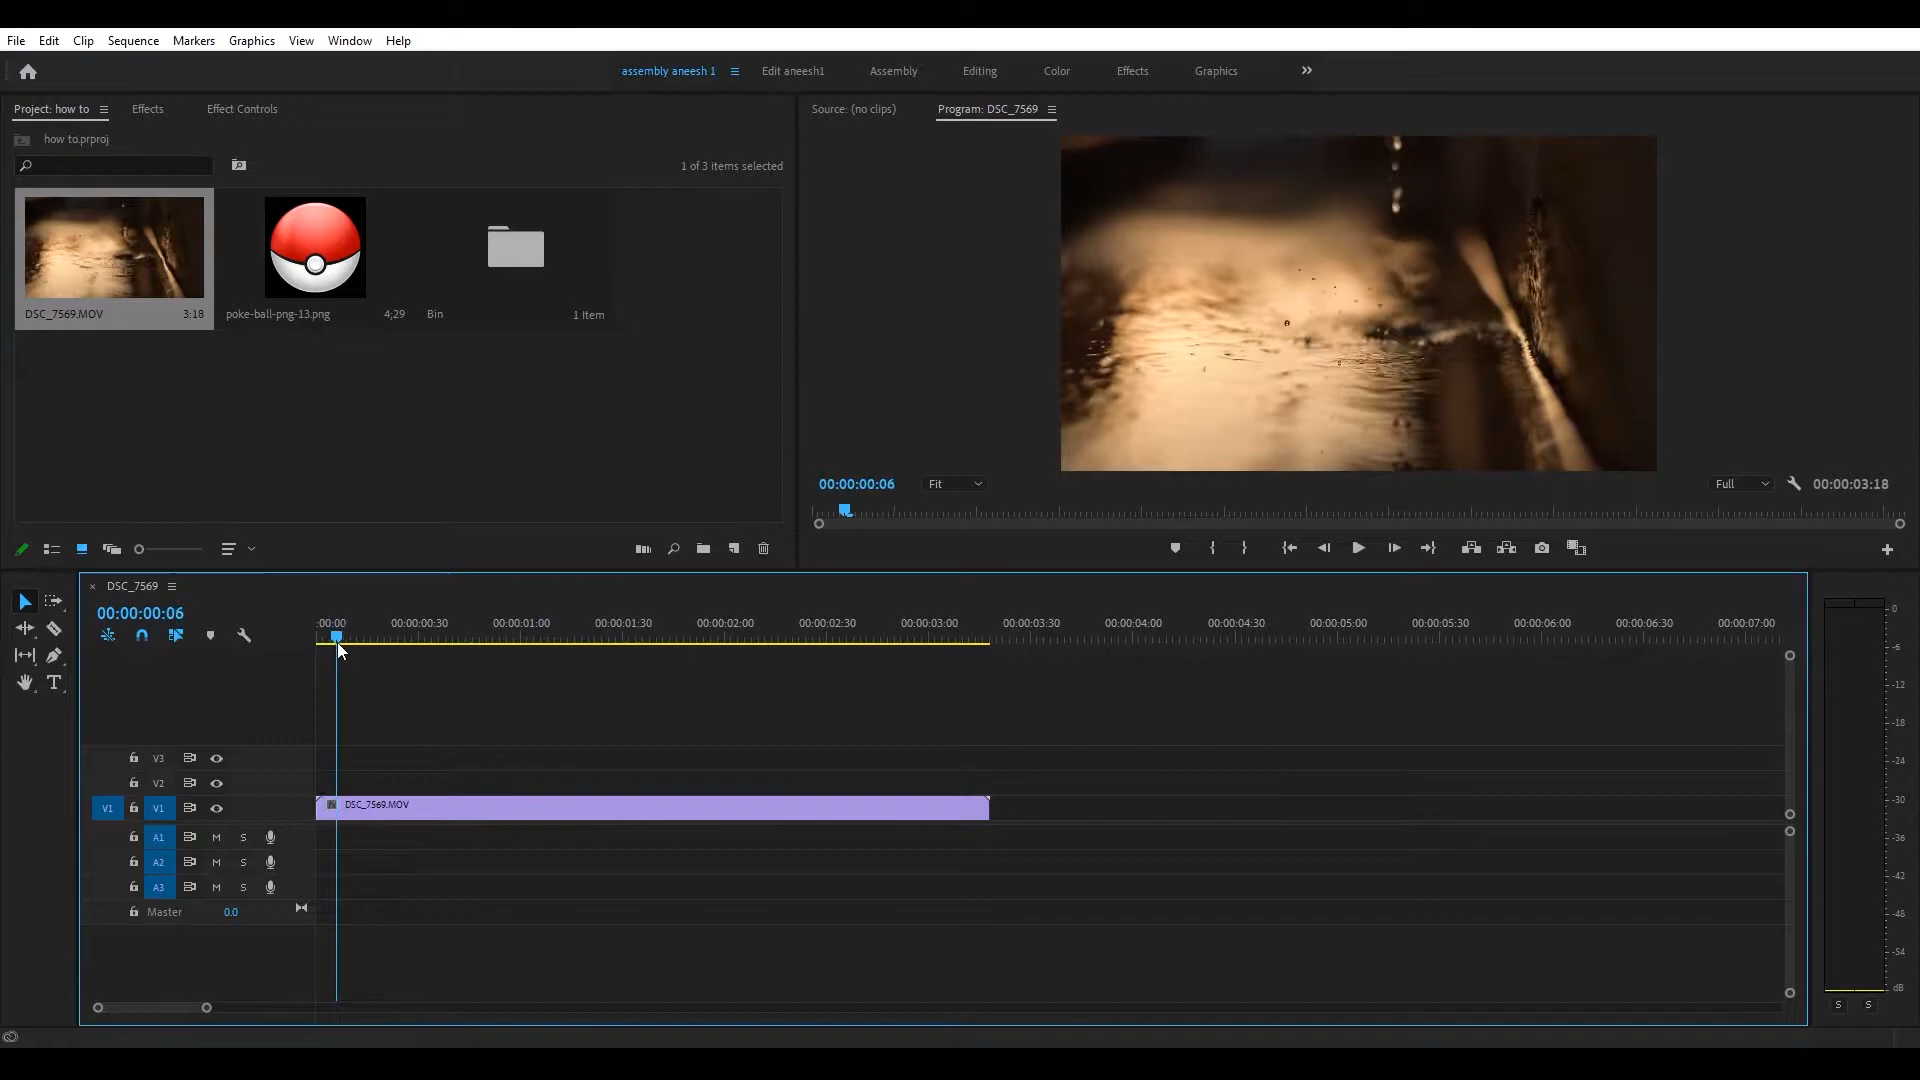 File Edit Clip Sequence Markers Graphics View Window Help
assembly aneesh 1 Edit aneesh1 Assembly Editing Color Effects Graphics
Project: how to Effects Effect Controls
Source: (no clips) Program: DSC_7569
how to.prproj
1 of 3 items selected
DSC_7569.MOV 3:18 poke-ball-png-13.png 4;29 Bin 1 Item
00:00:00:06 Fit Full 00:00:03:18
DSC_7569
00:00:00:06
:00:00 00:00:00:30 00:00:01:00 00:00:01:30 00:00:02:00 00:00:02:30 00:00:03:00 00:00:03:30 00:00:04:00 00:00:04:30 00:00:05:00 00:00:05:30 00:00:06:00 00:00:06:30 00:00:07:00
V3
V2
V1 V1 DSC_7569.MOV
A1 M S
A2 M S
A3 M S
Master 0.0
0
-6
-12
-18
-24
-30
-36
-42
-48
-54
dB
S S